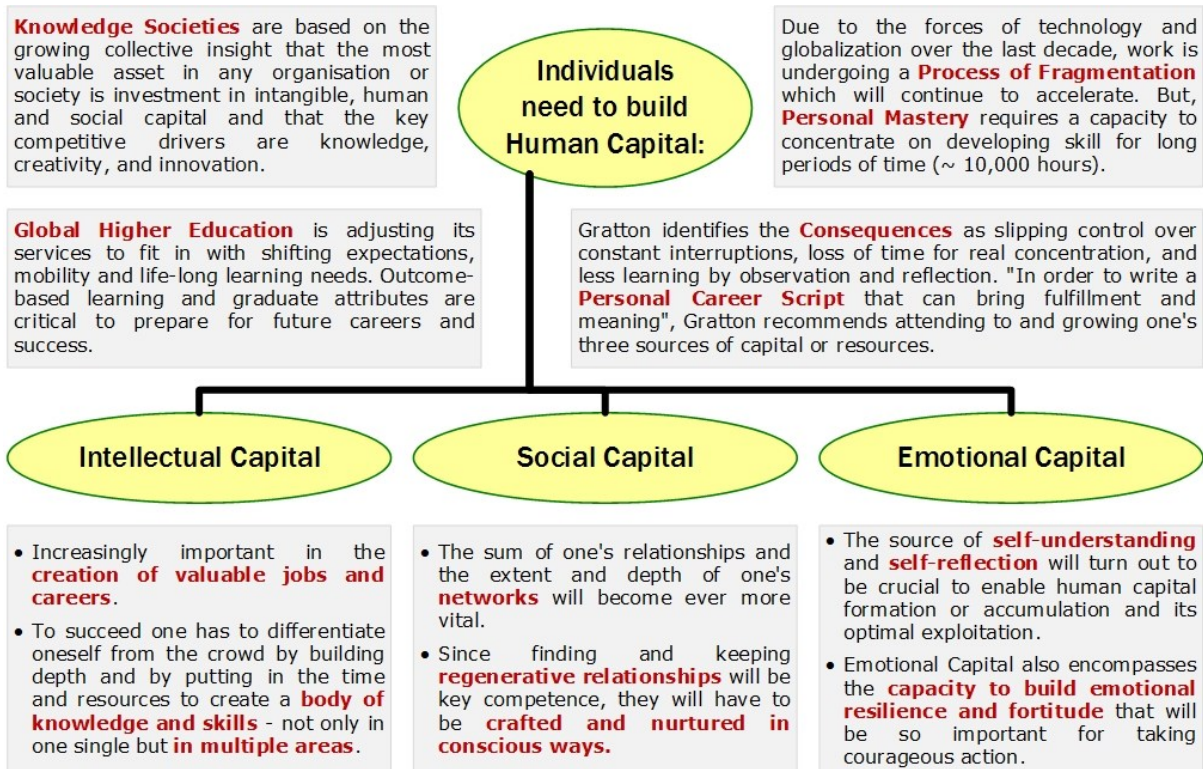 Knowledge Societies are based on the
growing collective insight that the most
valuable asset in any organisation or
society is investment in intangible, human
and social capital and that the key
competitive drivers are knowledge,
creativity, and innovation.
Individuals
need to build
Human Capital:
Due to the forces of technology and
globalization over the last decade, work is
undergoing a Process of Fragmentation
which will continue to accelerate. But,
Personal Mastery requires a capacity to
concentrate on developing skill for long
periods of time (~ 10,000 hours).
Global Higher Education is adjusting its
services to fit in with shifting expectations,
mobility and life-long learning needs. Outcome-
based learning and graduate attributes are
critical to prepare for future careers and
success.
Gratton identifies the Consequences as slipping control over
constant interruptions, loss of time for real concentration, and
less learning by observation and reflection. "In order to write a
Personal Career Script that can bring fulfillment and
meaning", Gratton recommends attending to and growing one's
three sources of capital or resources.
Intellectual Capital
Social Capital
Emotional Capital
• Increasingly important in the
creation of valuable jobs and
careers.
• To succeed one has to differentiate
oneself from the crowd by building
depth and by putting in the time
and resources to create a body of
knowledge and skills - not only in
one single but in multiple areas.
• The sum of one's relationships and
the extent and depth of one's
networks will become ever more
vital.
• Since finding and keeping
regenerative relationships will be
key competence, they will have to
be crafted and nurtured in
conscious ways.
• The source of self-understanding
and self-reflection will turn out to
be crucial to enable human capital
formation or accumulation and its
optimal exploitation.
• Emotional Capital also encompasses
the capacity to build emotional
resilience and fortitude that will
be so important for taking
courageous action.